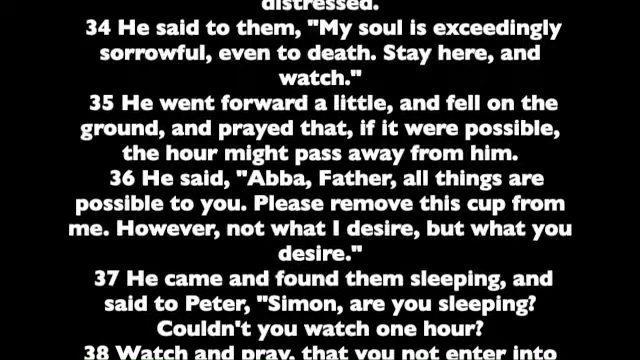 distressed.
34 He said to them, "My soul is exceedingly
sorrowful, even to death. Stay here, and
watch."
35 He went forward a little, and fell on the
ground, and prayed that, if it were possible,
the hour might pass away from him.
36 He said, "Abba, Father, all things are
possible to you. Please remove this cup from
me. However, not what I desire, but what you
desire."
37 He came and found them sleeping, and
said to Peter, "Simon, are you sleeping?
Couldn't you watch one hour?
38 Watch and pray, that you not enter into